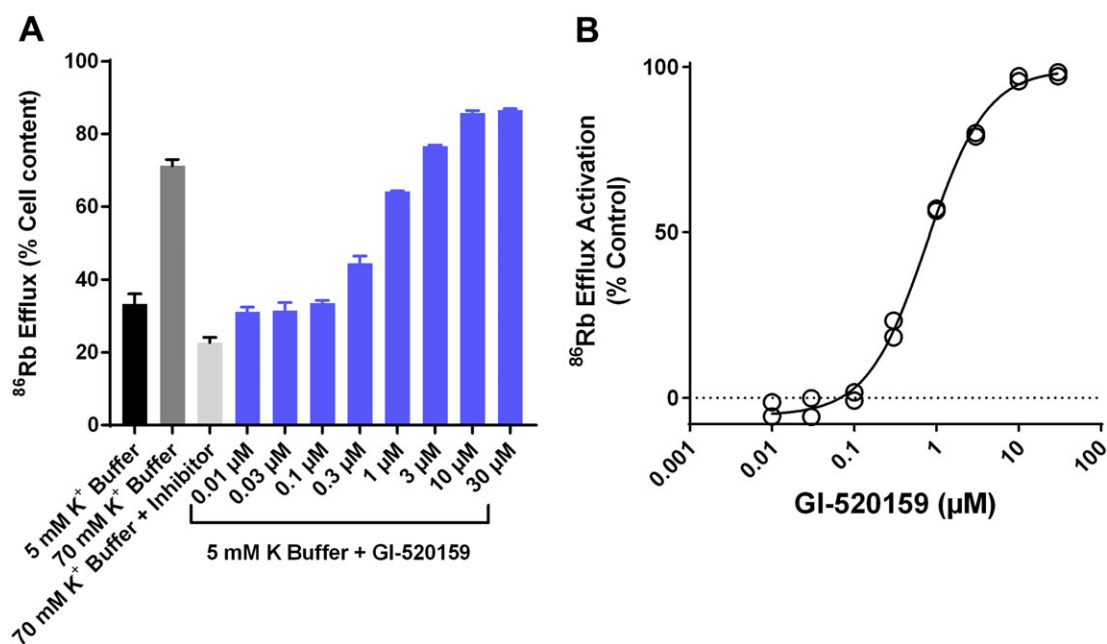 A
100
80
60
40
20
0
⁸⁶Rb Efflux (% Cell content)
5 mM K⁺ Buffer
70 mM K⁺ Buffer
70 mM K⁺ Buffer + Inhibitor
0.01 µM
0.03 µM
0.1 µM
0.3 µM
1 µM
3 µM
10 µM
30 µM
5 mM K Buffer + GI-520159
B
100
50
0
⁸⁶Rb Efflux Activation
(% Control)
0.001
0.01
0.1
1
10
100
GI-520159 (µM)